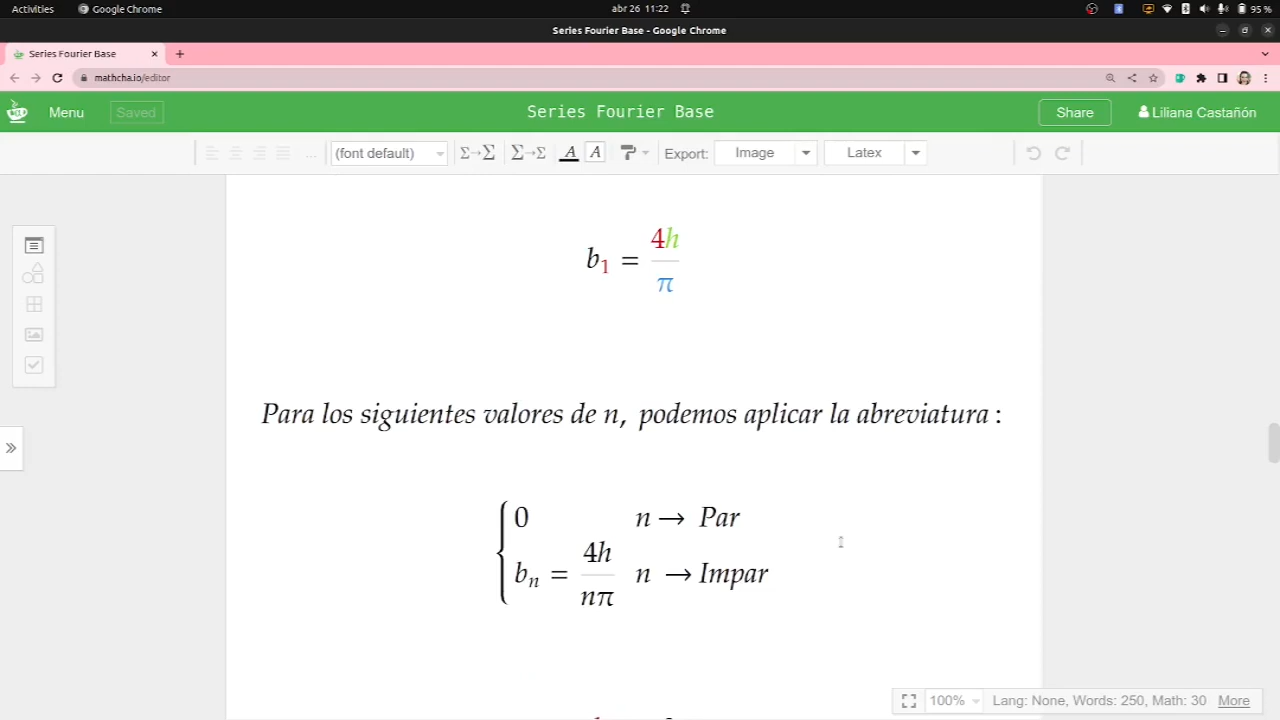 Activities Google Chrome abr 26 11:22 95 %
Series Fourier Base - Google Chrome
Series Fourier Base × +
mathcha.io/editor
Menu Saved Series Fourier Base Share Liliana Castañón
... (font default) Σ→Σ Σ→Σ A A Export: Image Latex
b₁ = 4h/π
Para los siguientes valores de n, podemos aplicar la abreviatura :
0 n → Par
bₙ = 4h/nπ n → Impar
100% Lang: None, Words: 250, Math: 30 More